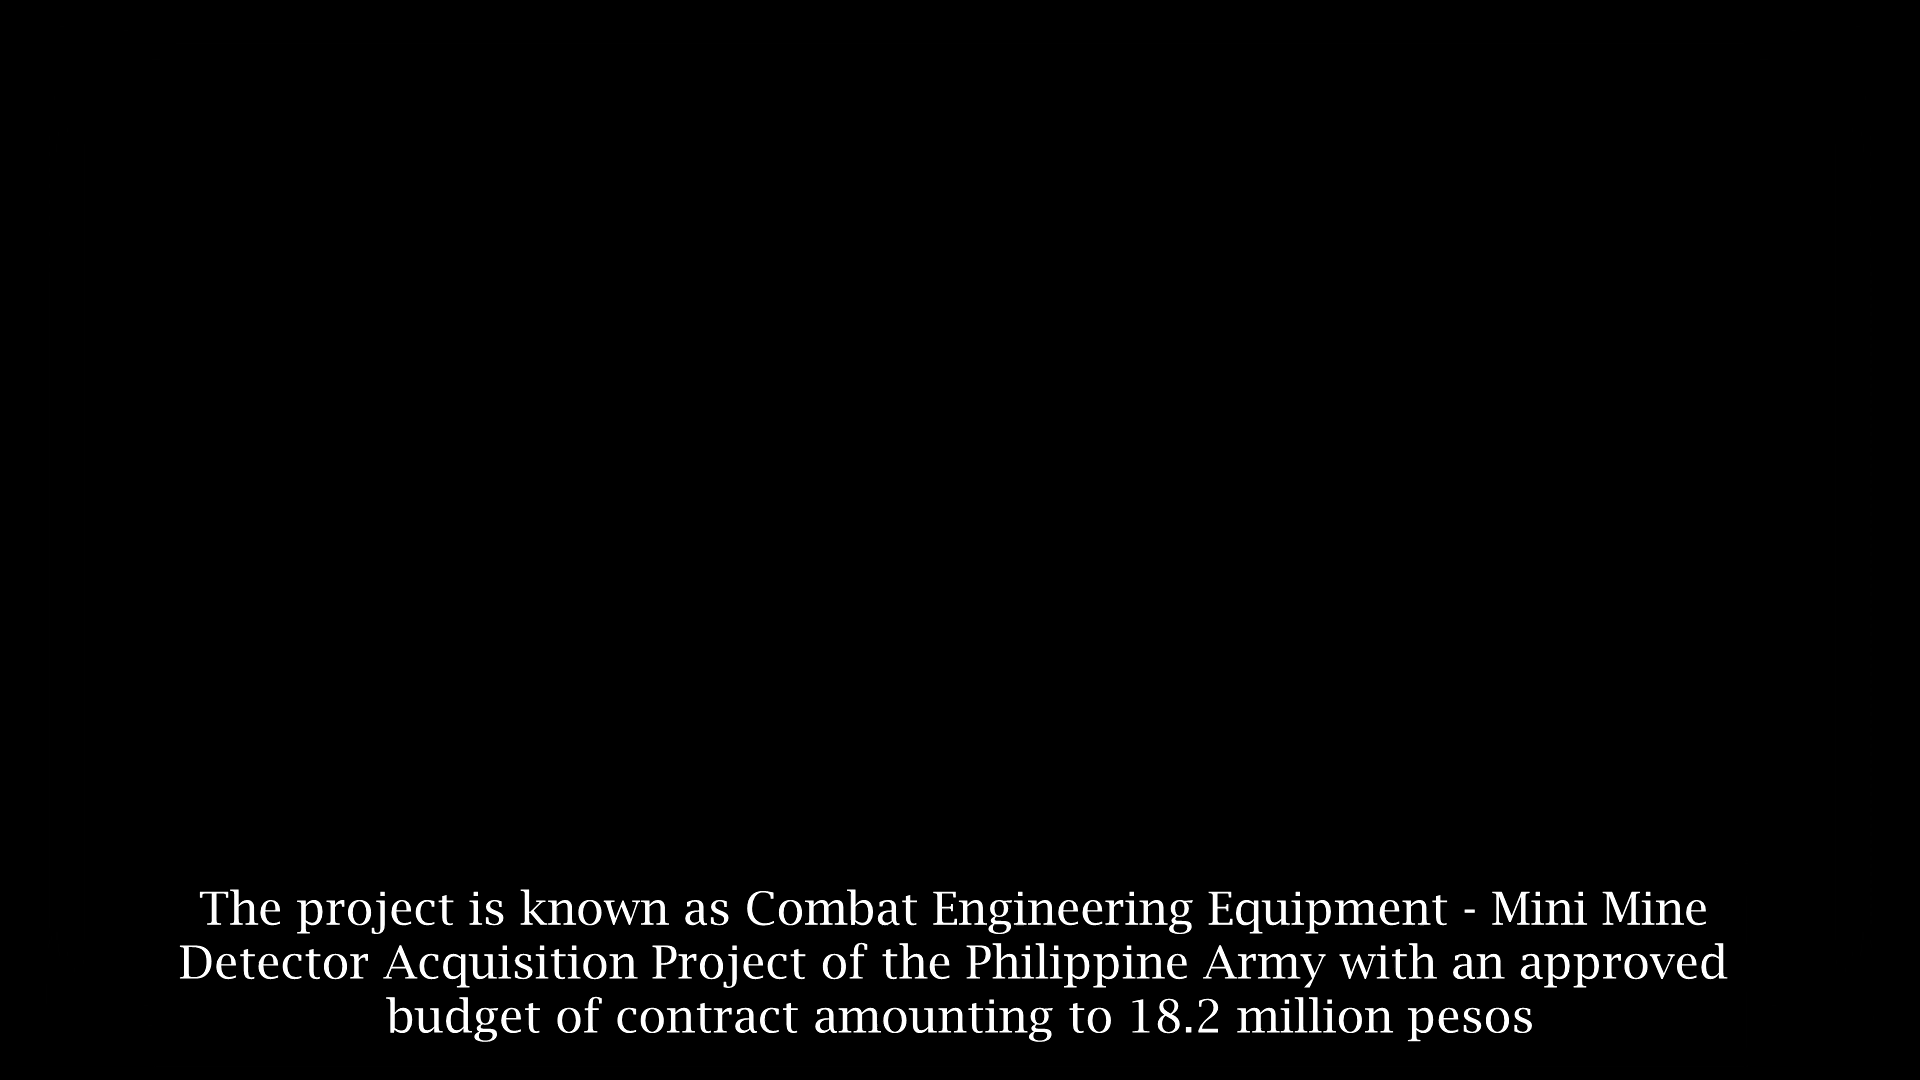 The project is known as Combat Engineering Equipment - Mini Mine
Detector Acquisition Project of the Philippine Army with an approved
budget of contract amounting to 18.2 million pesos